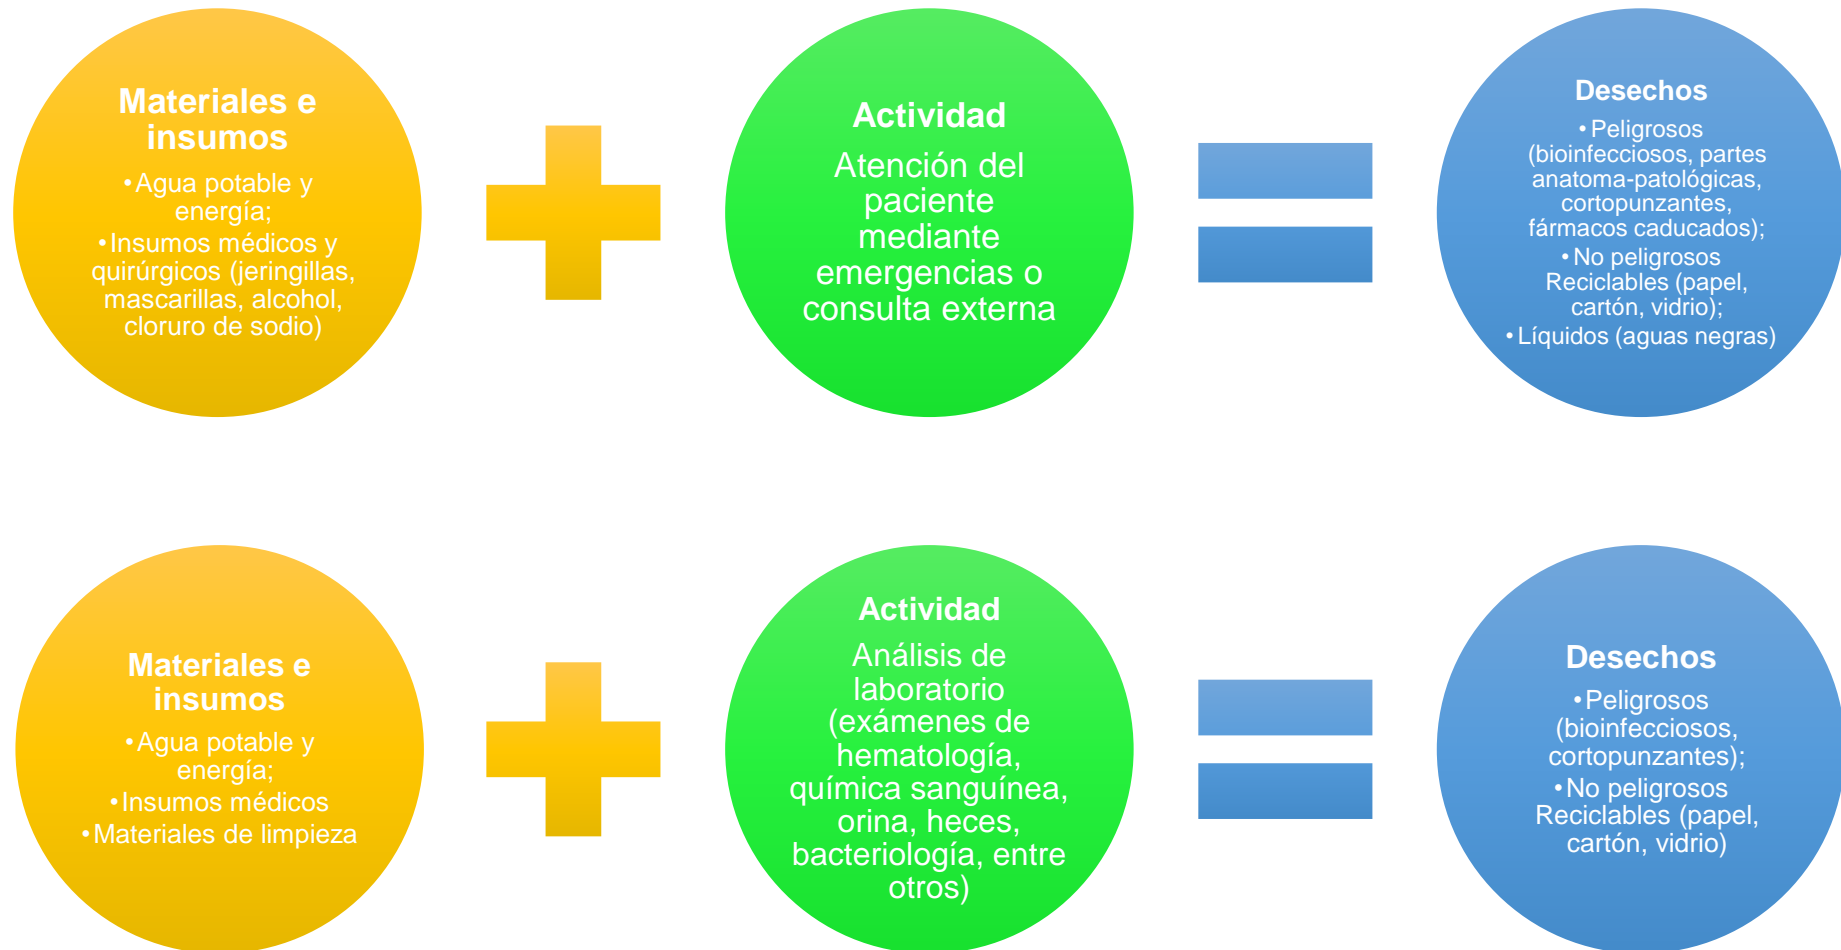 Materiales e
insumos
• Agua potable y
energía;
• Insumos médicos y
quirúrgicos (jeringillas,
mascarillas, alcohol,
cloruro de sodio)
Actividad
Atención del
paciente
mediante
emergencias o
consulta externa
Desechos
• Peligrosos
(bioinfecciosos, partes
anatoma-patológicas,
cortopunzantes,
fármacos caducados);
• No peligrosos
Reciclables (papel,
cartón, vidrio);
• Líquidos (aguas negras)
Materiales e
insumos
• Agua potable y
energía;
• Insumos médicos
• Materiales de limpieza
Actividad
Análisis de
laboratorio
(exámenes de
hematología,
química sanguínea,
orina, heces,
bacteriología, entre
otros)
Desechos
• Peligrosos
(bioinfecciosos,
cortopunzantes);
• No peligrosos
Reciclables (papel,
cartón, vidrio)